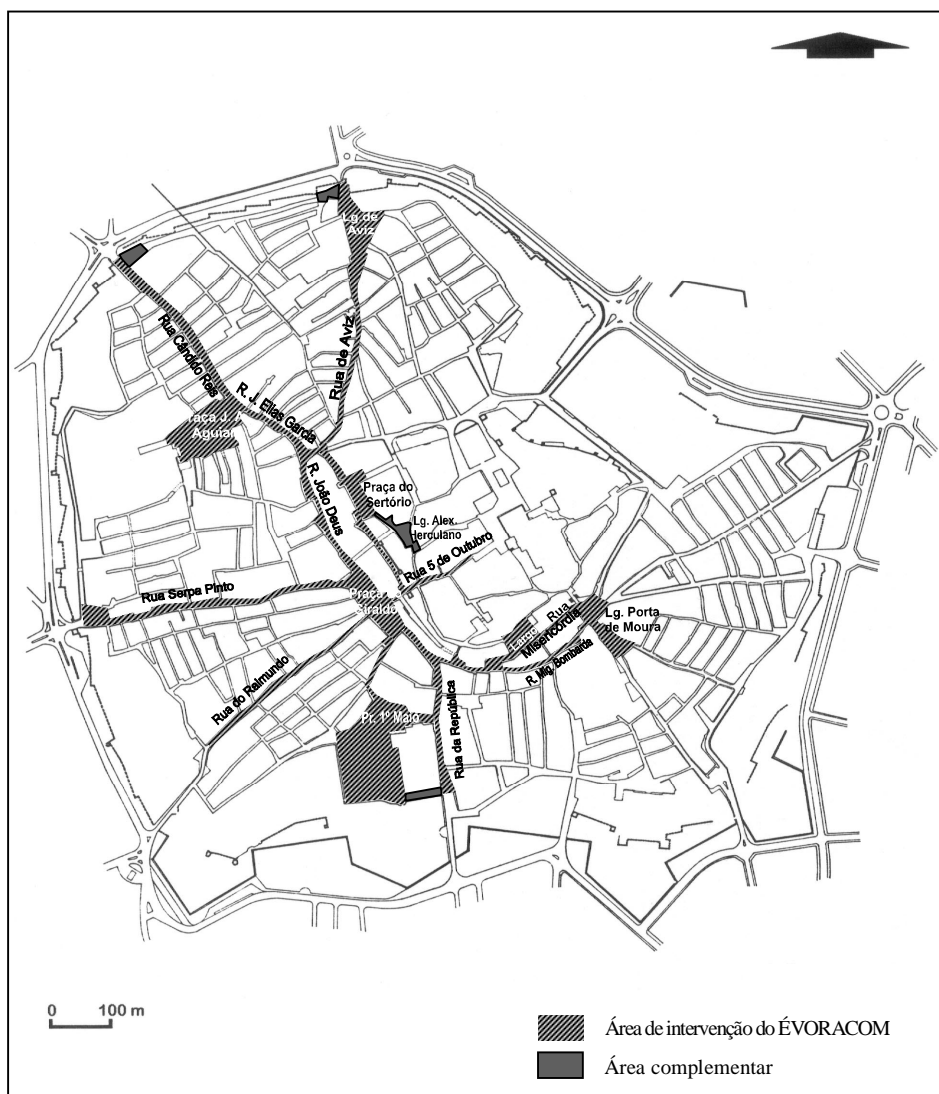 Lg. de
Aviz
Rua Cândido Reis
Rua de Aviz
R. J. Elias Garcia
Aguiar
R. João Deus
Praça do
Sertório
Lg. Alex.
Herculano
Rua 5 de Outubro
Rua Serpa Pinto
Praça do
Giraldo
Rua
Misericórdia
Lg. Porta
de Moura
R. Mig. Bombarda
Rua do Raimundo
Pr. 1º Maio
Rua da República
0 100 m
Área de intervenção do ÉVORACOM
Área complementar